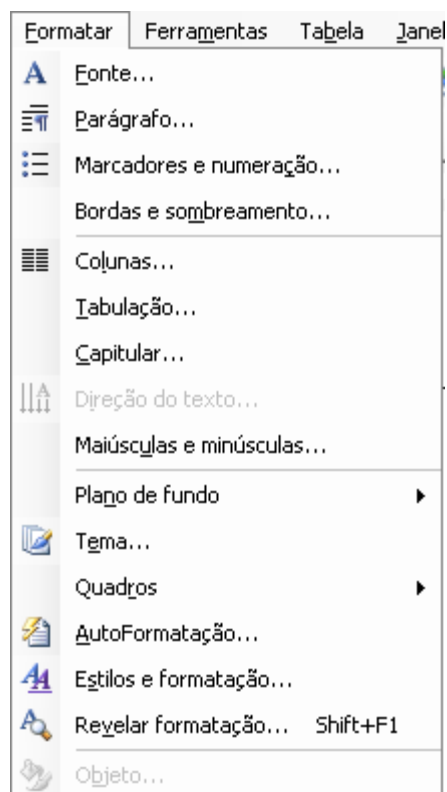 Formatar Ferramentas Tabela Janel
Fonte...
Parágrafo...
Marcadores e numeração...
Bordas e sombreamento...
Colunas...
Tabulação...
Capitular...
Direção do texto...
Maiúsculas e minúsculas...
Plano de fundo
Tema...
Quadros
AutoFormatação...
Estilos e formatação...
Revelar formatação... Shift+F1
Objeto...